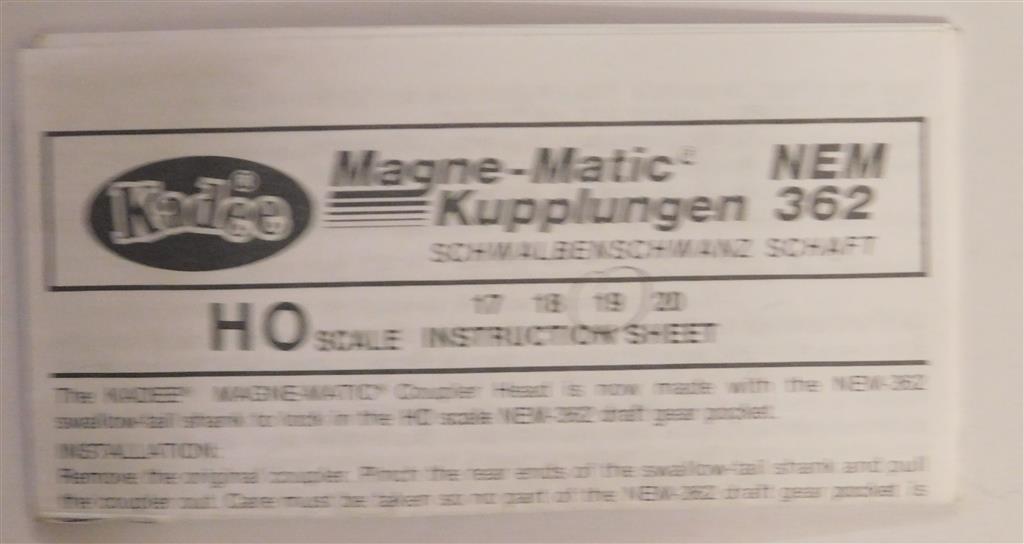 Kadee®
Magne-Matic® NEM
Kupplungen 362
SCHWALBENSCHWANZ SCHAFT
17 18 19 20
HO SCALE INSTRUCTION SHEET
The KADEE® MAGNE-MATIC® Coupler Head is now made with the NEM-362
swallow-tail shank to lock in the HO scale NEM-362 draft gear pocket.
INSTALLATION:
Remove the original coupler. Pinch the rear ends of the swallow-tail shank and pull
the coupler out. Care must be taken so no part of the NEM-362 draft gear pocket is